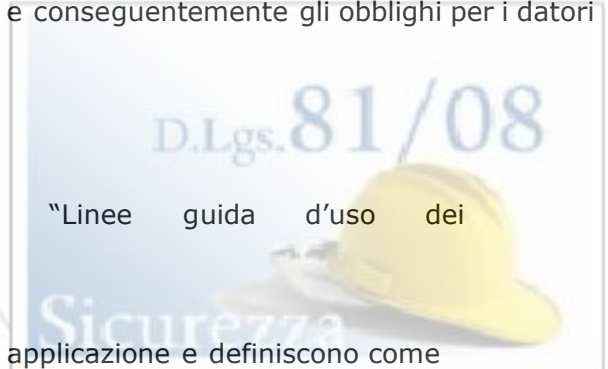 e conseguentemente gli obblighi per i datori
D.Lgs.81/08
“Linee guida d’uso dei
Sicurezza
applicazione e definiscono come